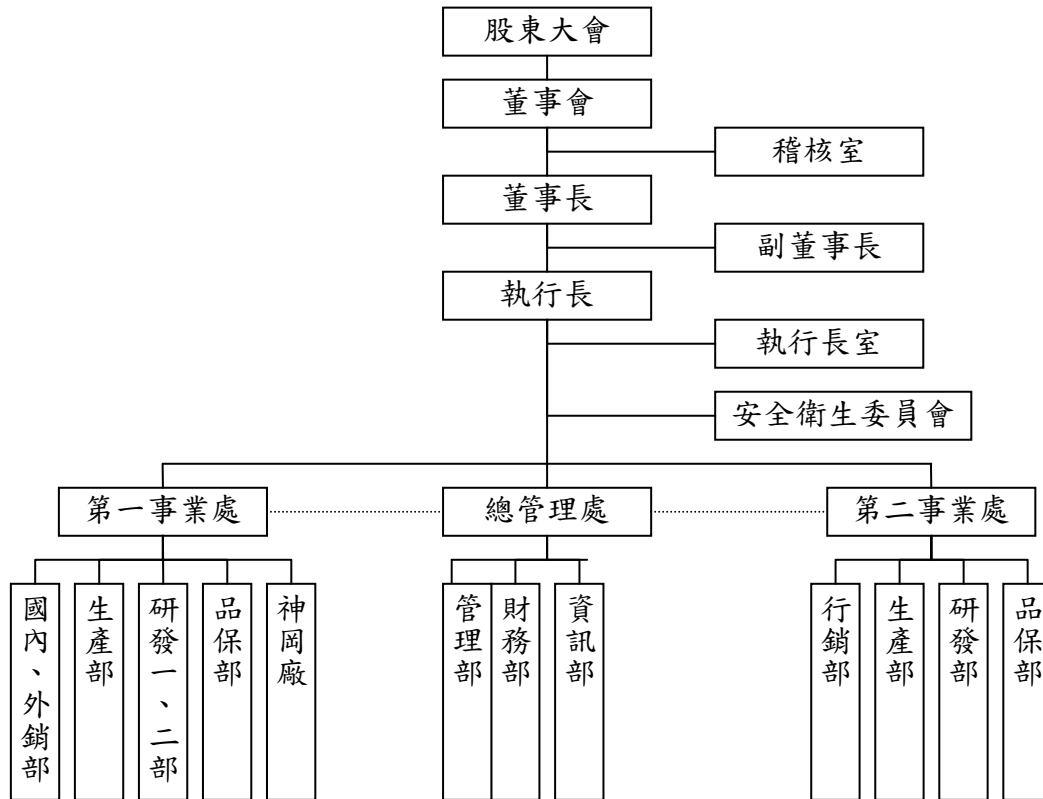 股東大會
董事會
稽核室
董事長
副董事長
執行長
執行長室
安全衛生委員會
第一事業處
總管理處
第二事業處
國內、外銷部
生產部
研發一、二部
品保部
神岡廠
管理部
財務部
資訊部
行銷部
生產部
研發部
品保部